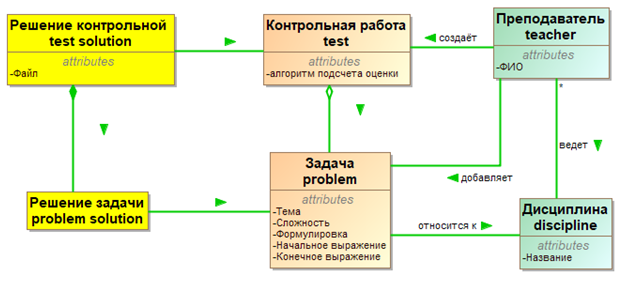 Решение контрольной
test solution
attributes
-Файл
Контрольная работа
test
attributes
-алгоритм подсчета оценки
создаёт
Преподаватель
teacher
attributes
-ФИО
*
ведет
Решение задачи
problem solution
Задача
problem
attributes
-Тема
-Сложность
-Формулировка
-Начальное выражение
-Конечное выражение
добавляет
относится к
Дисциплина
discipline
attributes
-Название